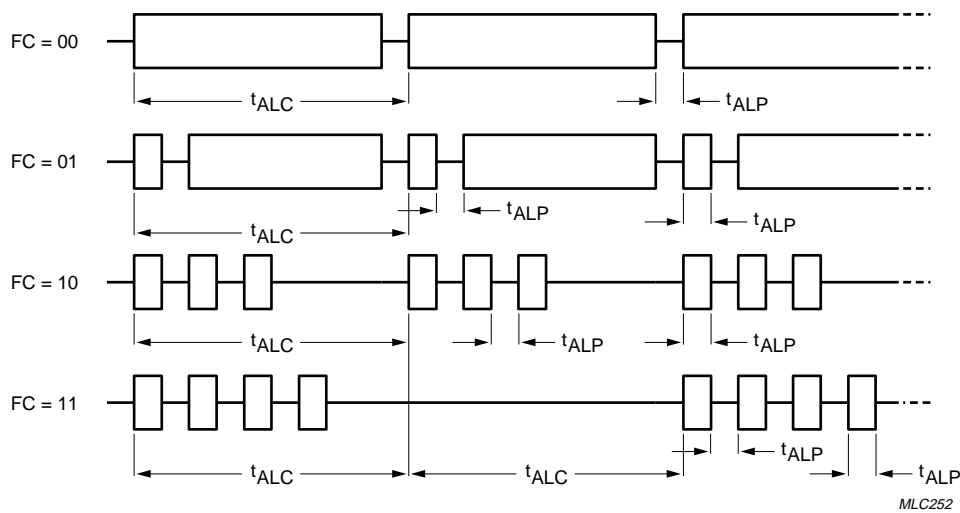 FC = 00
tALC
tALP
FC = 01
tALP
tALP
tALC
FC = 10
tALC
tALP
tALP
FC = 11
tALP
tALC
tALC
tALP
MLC252